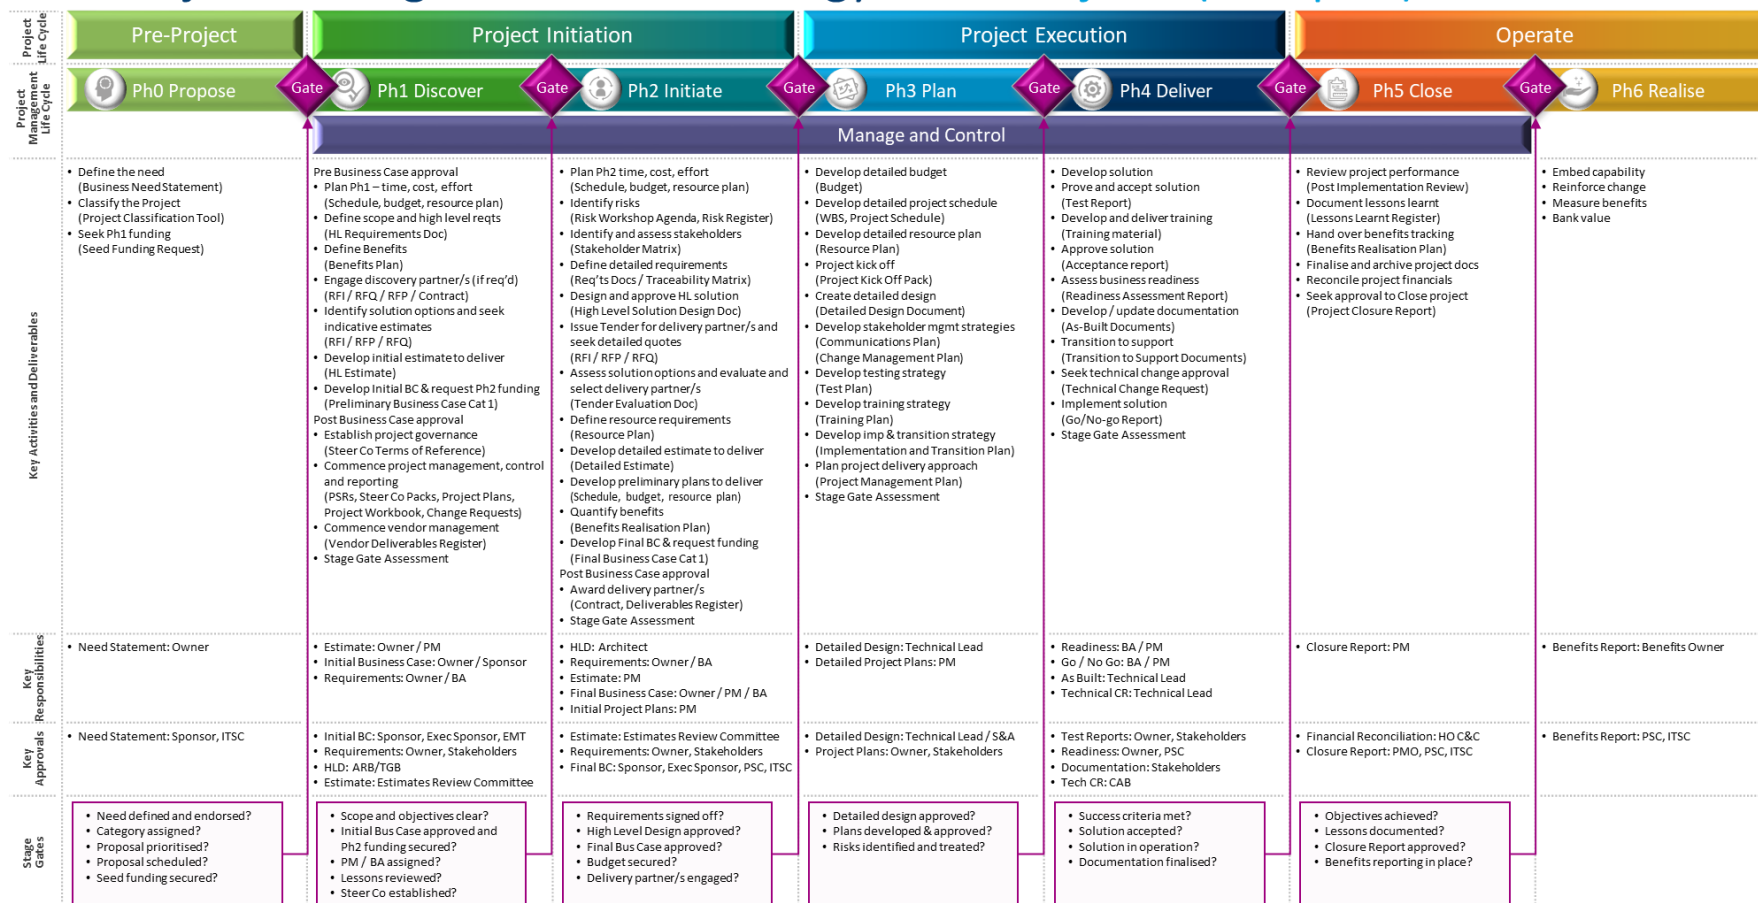 Project
Life Cycle
Pre-Project
Project Initiation
Project Execution
Operate
Project
Management
Life Cycle
Ph0 Propose
Gate
Ph1 Discover
Gate
Ph2 Initiate
Gate
Ph3 Plan
Gate
Ph4 Deliver
Gate
Ph5 Close
Gate
Ph6 Realise
Manage and Control
Key Activities and Deliverables
• Define the need
(Business Need Statement)
• Classify the Project
(Project Classification Tool)
• Seek Ph1 funding
(Seed Funding Request)
Pre Business Case approval
• Plan Ph1 – time, cost, effort
(Schedule, budget, resource plan)
• Define scope and high level reqts
(HL Requirements Doc)
• Define Benefits
(Benefits Plan)
• Engage discovery partner/s (if req'd)
(RFI / RFQ / RFP / Contract)
• Identify solution options and seek
indicative estimates
(RFI / RFP / RFQ)
• Develop initial estimate to deliver
(HL Estimate)
• Develop Initial BC & request Ph2 funding
(Preliminary Business Case Cat 1)
Post Business Case approval
• Establish project governance
(Steer Co Terms of Reference)
• Commence project management, control
and reporting
(PSRs, Steer Co Packs, Project Plans,
Project Workbook, Change Requests)
• Commence vendor management
(Vendor Deliverables Register)
• Stage Gate Assessment
• Plan Ph2 time, cost, effort
(Schedule, budget, resource plan)
• Identify risks
(Risk Workshop Agenda, Risk Register)
• Identify and assess stakeholders
(Stakeholder Matrix)
• Define detailed requirements
(Req'ts Docs / Traceability Matrix)
• Design and approve HL solution
(High Level Solution Design Doc)
• Issue Tender for delivery partner/s and
seek detailed quotes
(RFI / RFP / RFQ)
• Assess solution options and evaluate and
select delivery partner/s
(Tender Evaluation Doc)
• Define resource requirements
(Resource Plan)
• Develop detailed estimate to deliver
(Detailed Estimate)
• Develop preliminary plans to deliver
(Schedule, budget, resource plan)
• Quantify benefits
(Benefits Realisation Plan)
• Develop Final BC & request funding
(Final Business Case Cat 1)
Post Business Case approval
• Award delivery partner/s
(Contract, Deliverables Register)
• Stage Gate Assessment
• Develop detailed budget
(Budget)
• Develop detailed project schedule
(WBS, Project Schedule)
• Develop detailed resource plan
(Resource Plan)
• Project kick off
(Project Kick Off Pack)
• Create detailed design
(Detailed Design Document)
• Develop stakeholder mgmt strategies
(Communications Plan)
(Change Management Plan)
• Develop testing strategy
(Test Plan)
• Develop training strategy
(Training Plan)
• Develop imp & transition strategy
(Implementation and Transition Plan)
• Plan project delivery approach
(Project Management Plan)
• Stage Gate Assessment
• Develop solution
• Prove and accept solution
(Test Report)
• Develop and deliver training
(Training material)
• Approve solution
(Acceptance report)
• Assess business readiness
(Readiness Assessment Report)
• Develop / update documentation
(As-Built Documents)
• Transition to support
(Transition to Support Documents)
• Seek technical change approval
(Technical Change Request)
• Implement solution
(Go/No-go Report)
• Stage Gate Assessment
• Review project performance
(Post Implementation Review)
• Document lessons learnt
(Lessons Learnt Register)
• Hand over benefits tracking
(Benefits Realisation Plan)
• Finalise and archive project docs
• Reconcile project financials
• Seek approval to Close project
(Project Closure Report)
• Embed capability
• Reinforce change
• Measure benefits
• Bank value
Key
Responsibilities
• Need Statement: Owner
• Estimate: Owner / PM
• Initial Business Case: Owner / Sponsor
• Requirements: Owner / BA
• HLD: Architect
• Requirements: Owner / BA
• Estimate: PM
• Final Business Case: Owner / PM / BA
• Initial Project Plans: PM
• Detailed Design: Technical Lead
• Detailed Project Plans: PM
• Readiness: BA / PM
• Go / No Go: BA / PM
• As Built: Technical Lead
• Technical CR: Technical Lead
• Closure Report: PM
• Benefits Report: Benefits Owner
Key
Approvals
• Need Statement: Sponsor, ITSC
• Initial BC: Sponsor, Exec Sponsor, EMT
• Requirements: Owner, Stakeholders
• HLD: ARB/TGB
• Estimate: Estimates Review Committee
• Estimate: Estimates Review Committee
• Requirements: Owner, Stakeholders
• Final BC: Sponsor, Exec Sponsor, PSC, ITSC
• Detailed Design: Technical Lead / S&A
• Project Plans: Owner, Stakeholders
• Test Reports: Owner, Stakeholders
• Readiness: Owner, PSC
• Documentation: Stakeholders
• Tech CR: CAB
• Financial Reconciliation: HO C&C
• Closure Report: PMO, PSC, ITSC
• Benefits Report: PSC, ITSC
Stage
Gates
• Need defined and endorsed?
• Category assigned?
• Proposal prioritised?
• Proposal scheduled?
• Seed funding secured?
• Scope and objectives clear?
• Initial Bus Case approved and
Ph2 funding secured?
• PM / BA assigned?
• Lessons reviewed?
• Steer Co established?
• Requirements signed off?
• High Level Design approved?
• Final Bus Case approved?
• Budget secured?
• Delivery partner/s engaged?
• Detailed design approved?
• Plans developed & approved?
• Risks identified and treated?
• Success criteria met?
• Solution accepted?
• Solution in operation?
• Documentation finalised?
• Objectives achieved?
• Lessons documented?
• Closure Report approved?
• Benefits reporting in place?